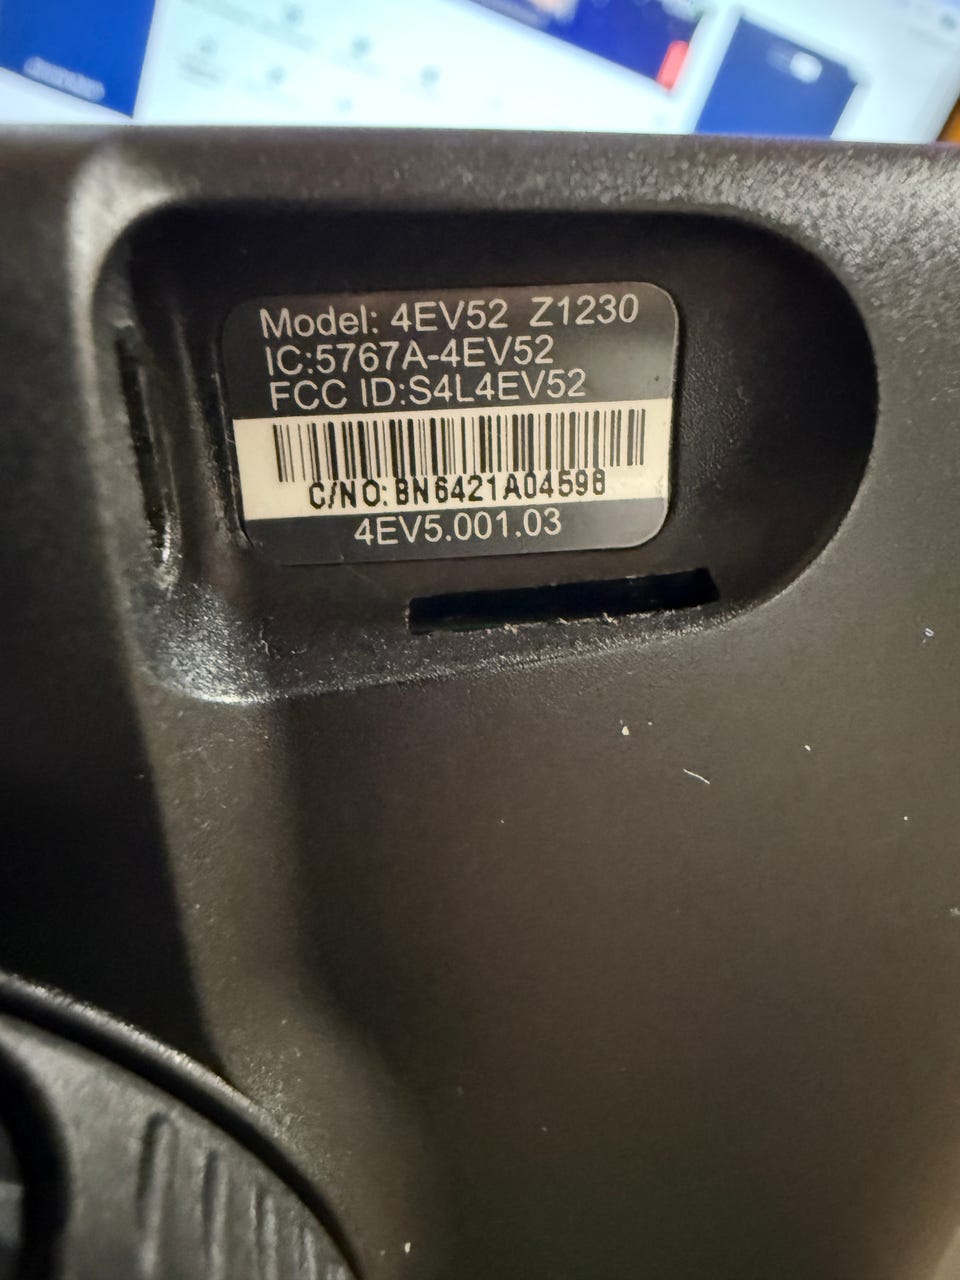 Model: 4EV52 Z1230
IC:5767A-4EV52
FCC ID:S4L4EV52
C/NO:BN6421A04598
4EV5.001.03